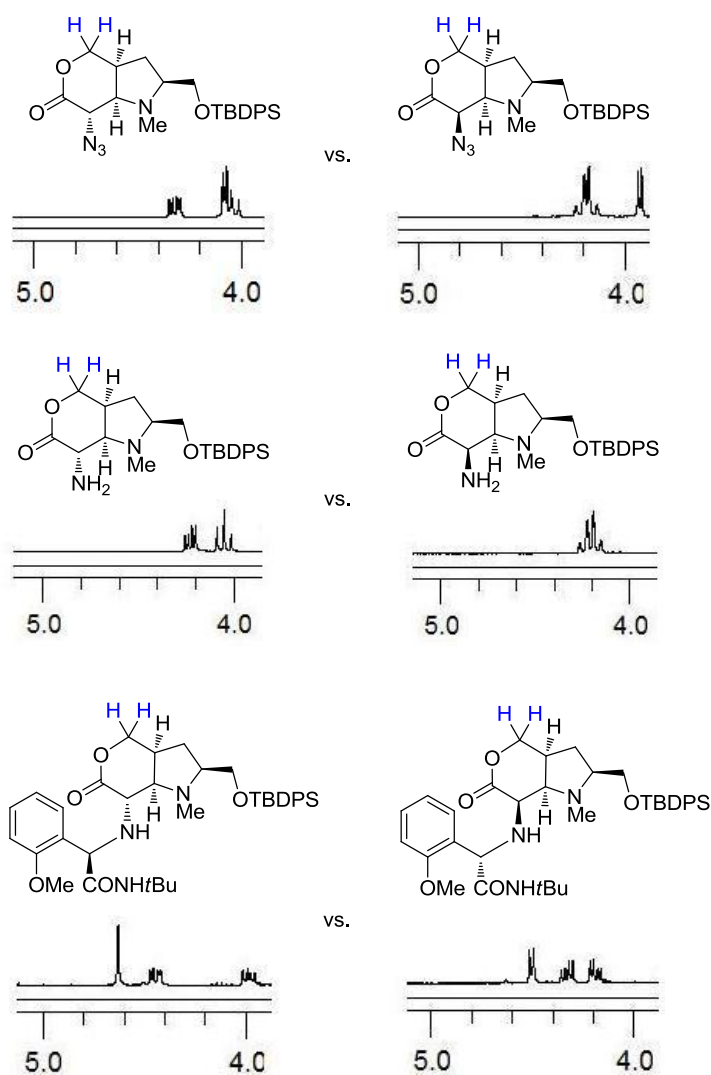 H H H H H H
O O
O N OTBDPS O N OTBDPS
H Me H Me
N3 N3
vs.
5.0 4.0 5.0 4.0
H H H H H H
O O
O N OTBDPS O N OTBDPS
H Me H Me
NH2 NH2
vs.
5.0 4.0 5.0 4.0
H H H H H H
O O
O N OTBDPS O N OTBDPS
H Me H Me
NH NH
OMe CONHtBu OMe CONHtBu
vs.
5.0 4.0 5.0 4.0